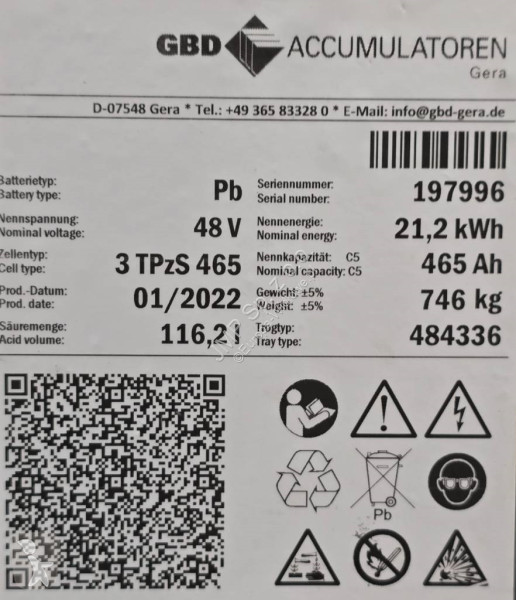 GBD ACCUMULATOREN
Gera
D-07548 Gera * Tel.: +49 365 83328 0 * E-Mail: info@gbd-gera.de
Batterietyp: Pb Seriennummer: 197996
Battery type: Serial number:
Nennspannung: 48 V Nennenergie: 21,2 kWh
Nominal voltage: Nominal energy:
Zellentyp: 3 TPzS 465 Nennkapazität: C5 465 Ah
Cell type: Nominal capacity: C5
Prod.-Datum: 01/2022 Gewicht: ±5% 746 kg
Prod. date: Weight: ±5%
Säuremenge: 116,2 l Trogtyp: 484336
Acid volume: Tray type:
Pb